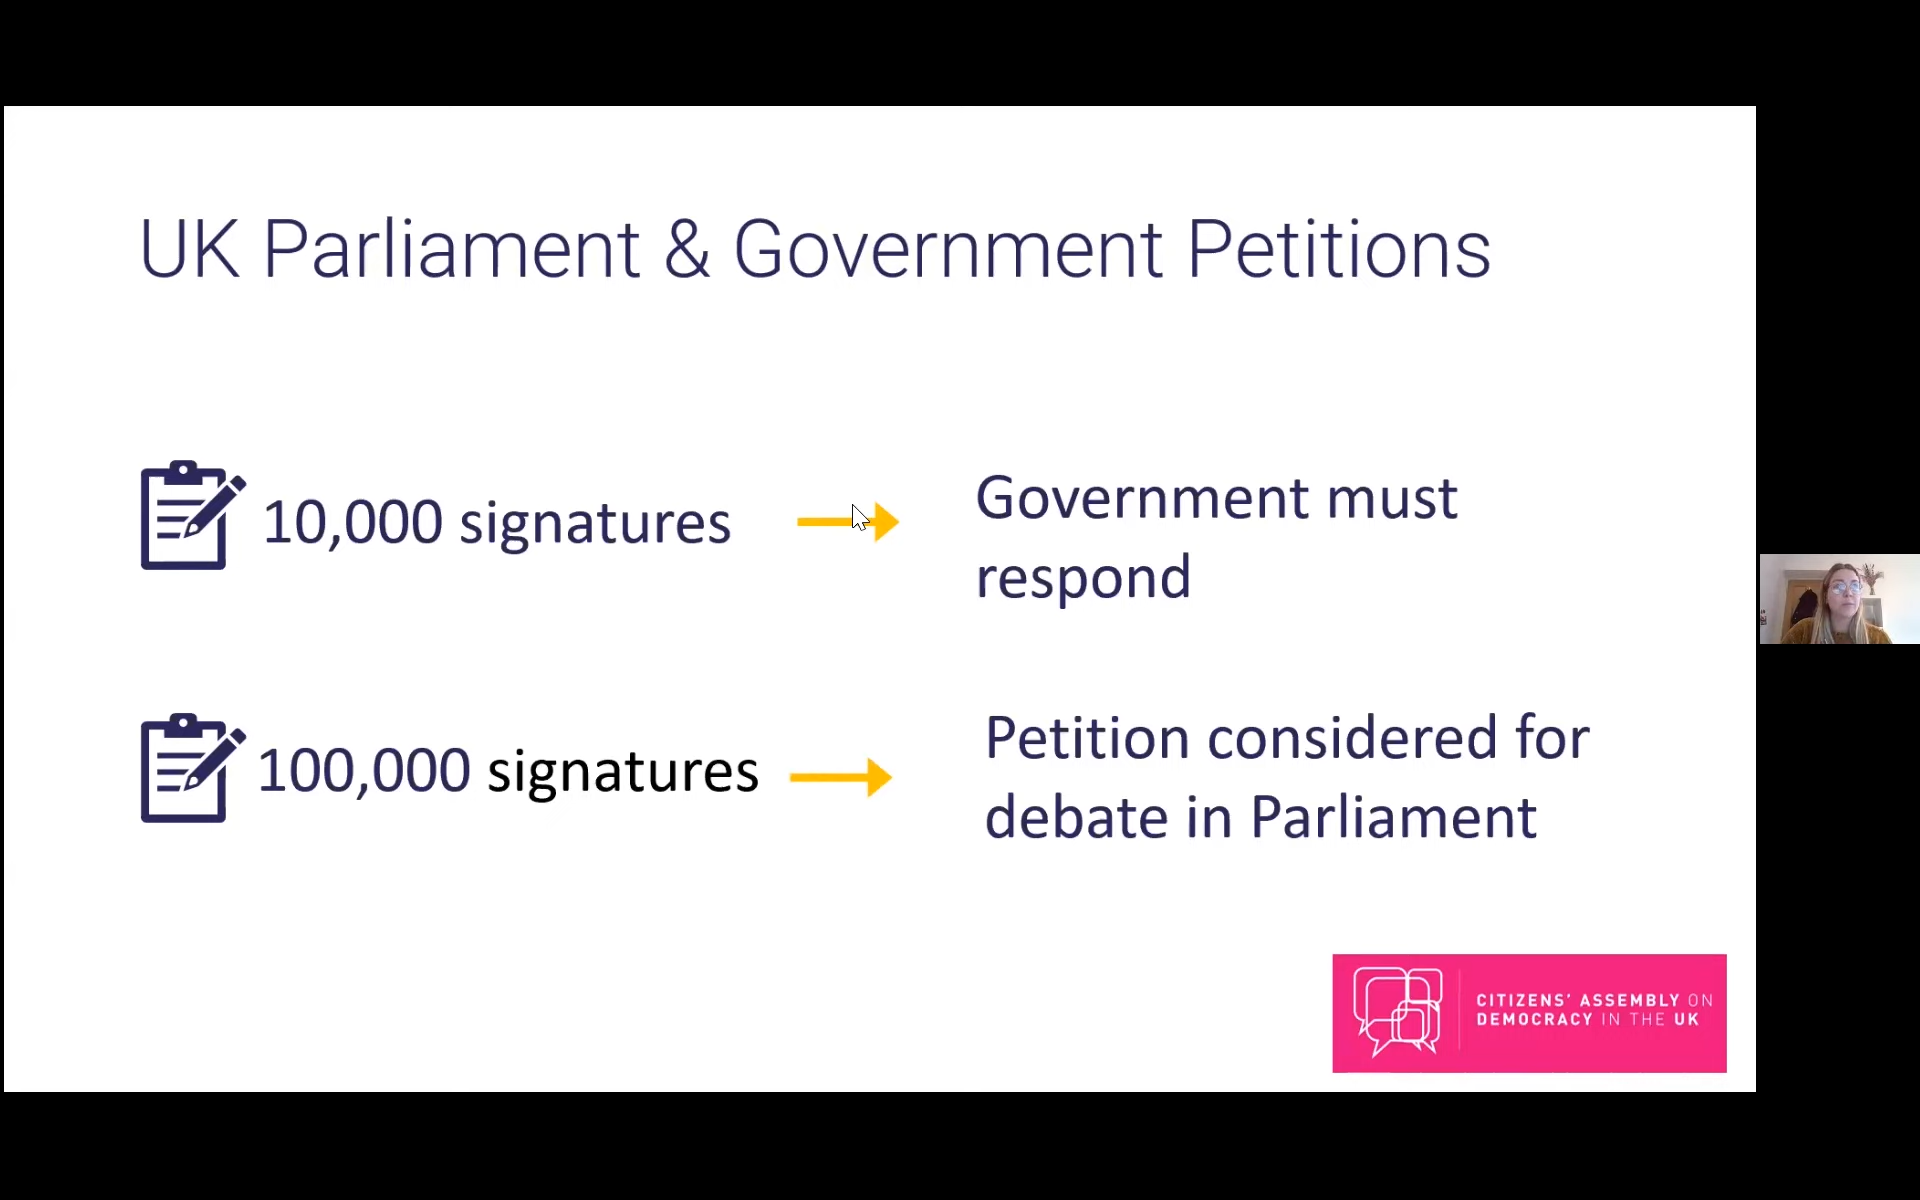 UK Parliament & Government Petitions
10,000 signatures
Government must
respond
100,000 signatures
Petition considered for
debate in Parliament
CITIZENS' ASSEMBLY ON
DEMOCRACY IN THE UK